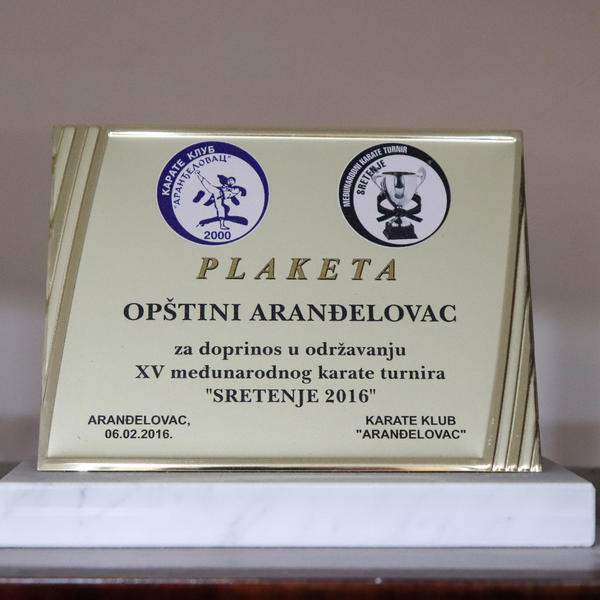 КАРАТЕ КЛУБ
"АРАНЂЕЛОВАЦ"
2000
MEĐUNARODNI KARATE TURNIR
SRETENJE
PLAKETA
OPŠTINI ARANĐELOVAC
za doprinos u održavanju
XV međunarodnog karate turnira
"SRETENJE 2016"
ARANĐELOVAC,
06.02.2016.
KARATE KLUB
"ARANĐELOVAC"